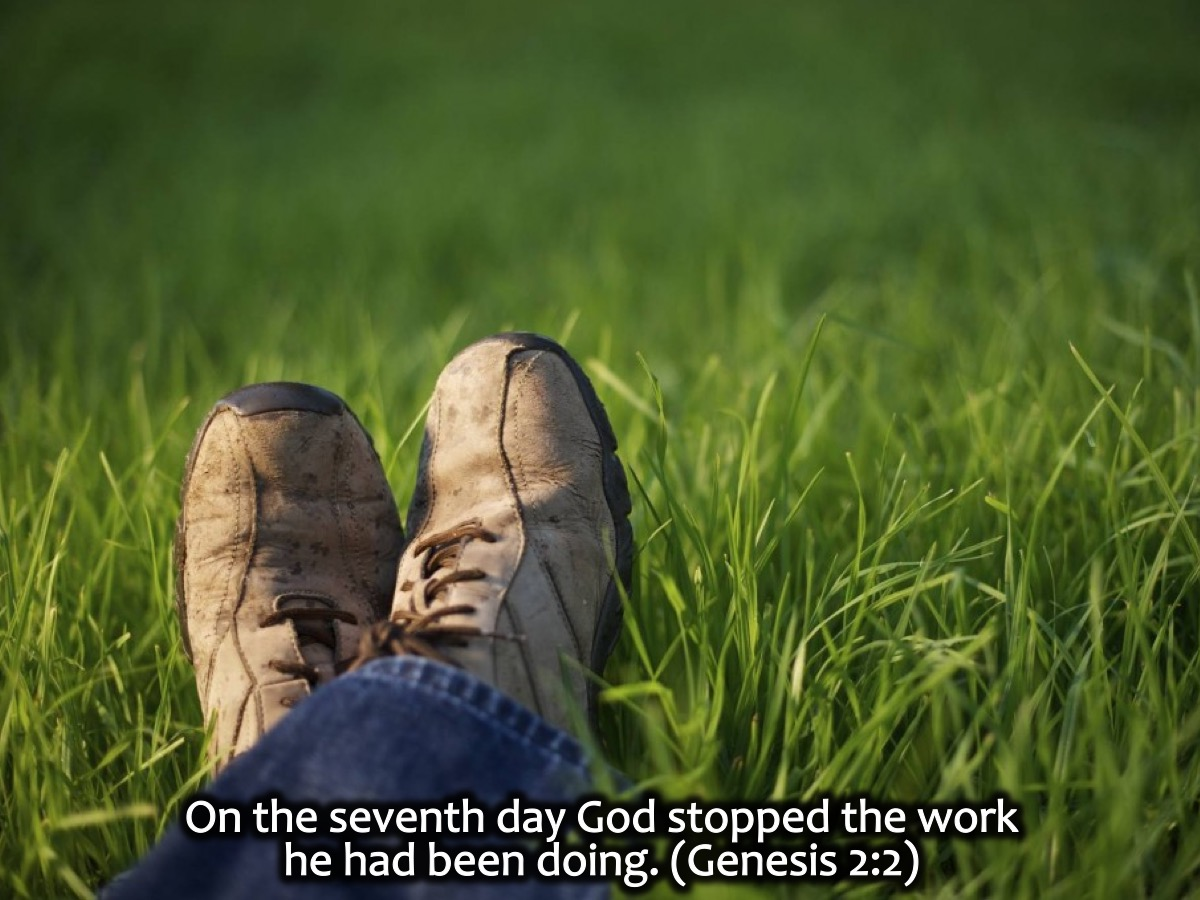 On the seventh day God stopped the work
he had been doing. (Genesis 2:2)